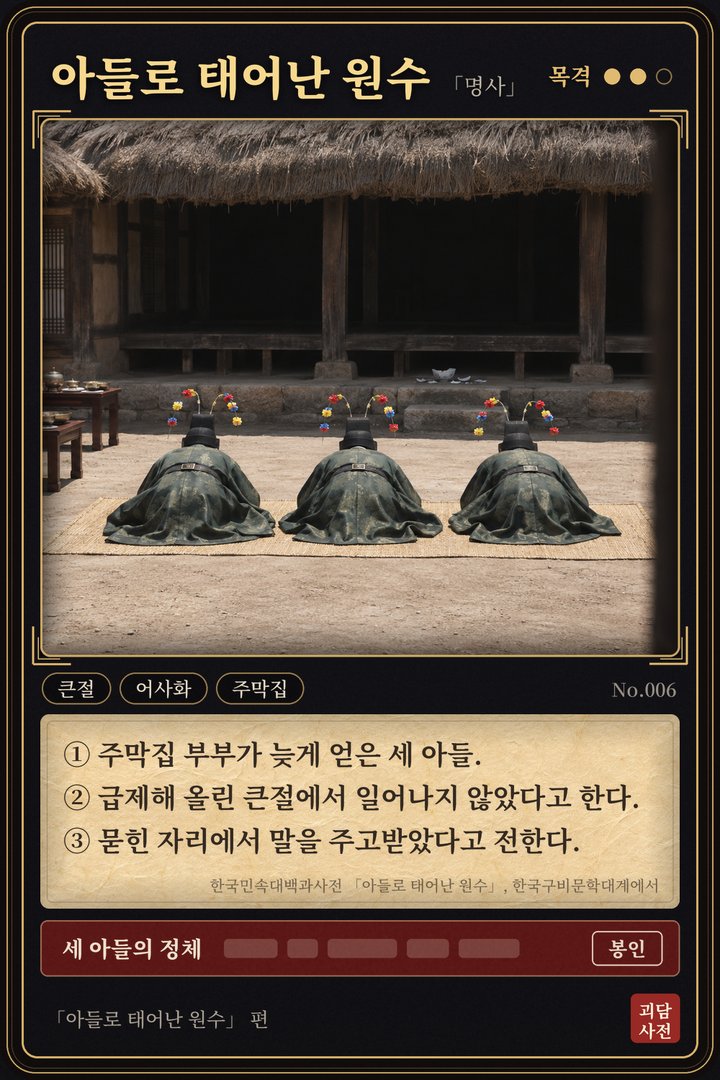 아들로 태어난 원수 「명사」 목격
큰절 어사화 주막집 No.006
① 주막집 부부가 늦게 얻은 세 아들.
② 급제해 올린 큰절에서 일어나지 않았다고 한다.
③ 묻힌 자리에서 말을 주고받았다고 전한다.
한국민속대백과사전 「아들로 태어난 원수」, 한국구비문학대계에서
세 아들의 정체 봉인
「아들로 태어난 원수」 편
괴담
사전